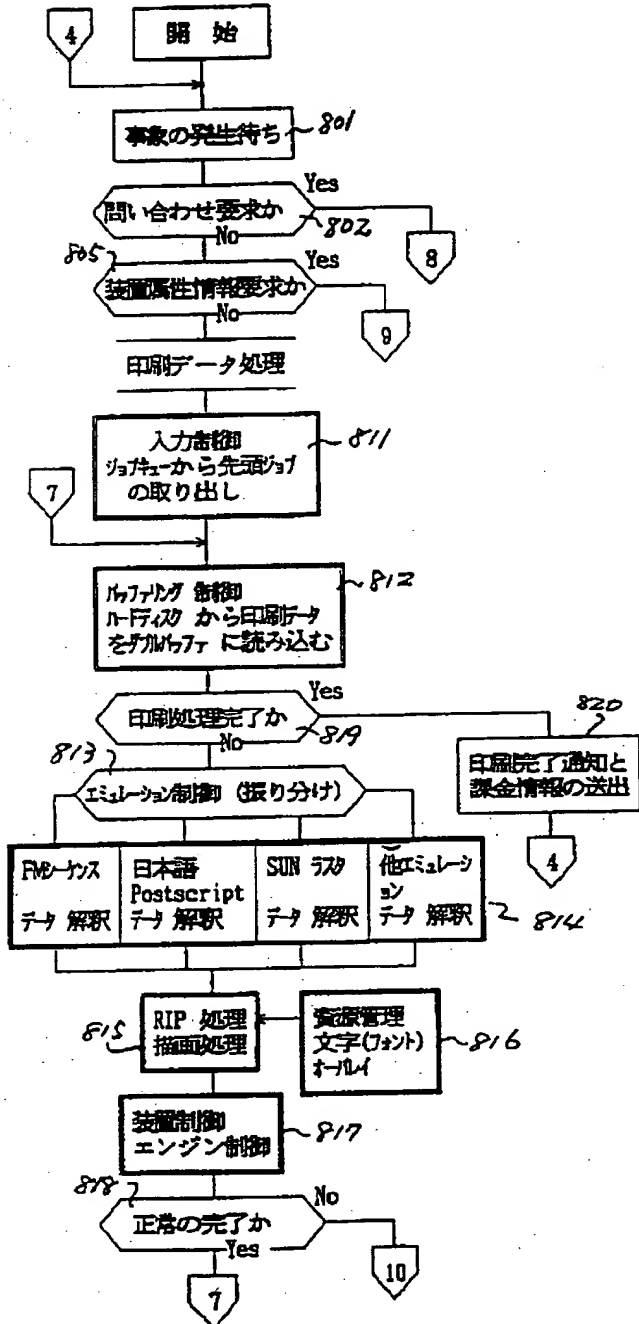 4
開 始
事象の発生待ち
801
Yes
問い合わせ要求か
802
No
8
805
Yes
装置属性情報要求か
No
9
印刷データ処理
入力制御
ジョブキューから先頭ジョブ
の取り出し
811
7
バッファリング 制御
ハードディスク から印刷データ
をダブルバッファ に読み込む
812
Yes
印刷処理完了か
819
No
820
印刷完了通知と
課金情報の送出
4
813
エミュレーション制御 (振り分け)
FMシーケンス
データ 解釈
日本語
Postscript
データ 解釈
SUN ラスタ
データ 解釈
他エミュレーシ
ョン
データ 解釈
814
815
RIP 処理
描画処理
資源管理
文字(フォント)
オーバレイ
816
装置制御
エンジン制御
817
818
No
正常の完了か
Yes
7
10